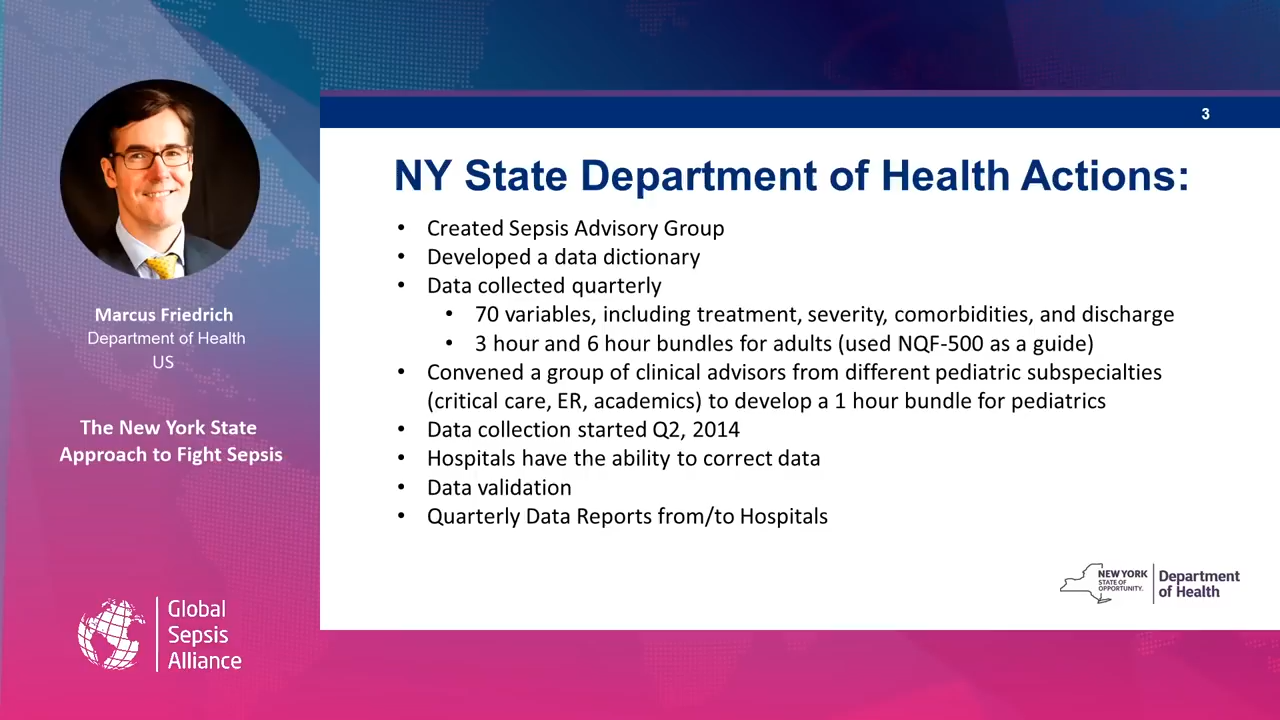 3
NY State Department of Health Actions:
• Created Sepsis Advisory Group
• Developed a data dictionary
• Data collected quarterly
• 70 variables, including treatment, severity, comorbidities, and discharge
• 3 hour and 6 hour bundles for adults (used NQF-500 as a guide)
• Convened a group of clinical advisors from different pediatric subspecialties
(critical care, ER, academics) to develop a 1 hour bundle for pediatrics
• Data collection started Q2, 2014
• Hospitals have the ability to correct data
• Data validation
• Quarterly Data Reports from/to Hospitals
NEW YORK
STATE OF
OPPORTUNITY.
Department
of Health
Marcus Friedrich
Department of Health
US
The New York State
Approach to Fight Sepsis
Global
Sepsis
Alliance